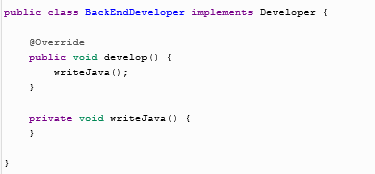 public class BackEndDeveloper implements Developer {
@Override
public void develop() {
writeJava();
}
private void writeJava() {
}
}